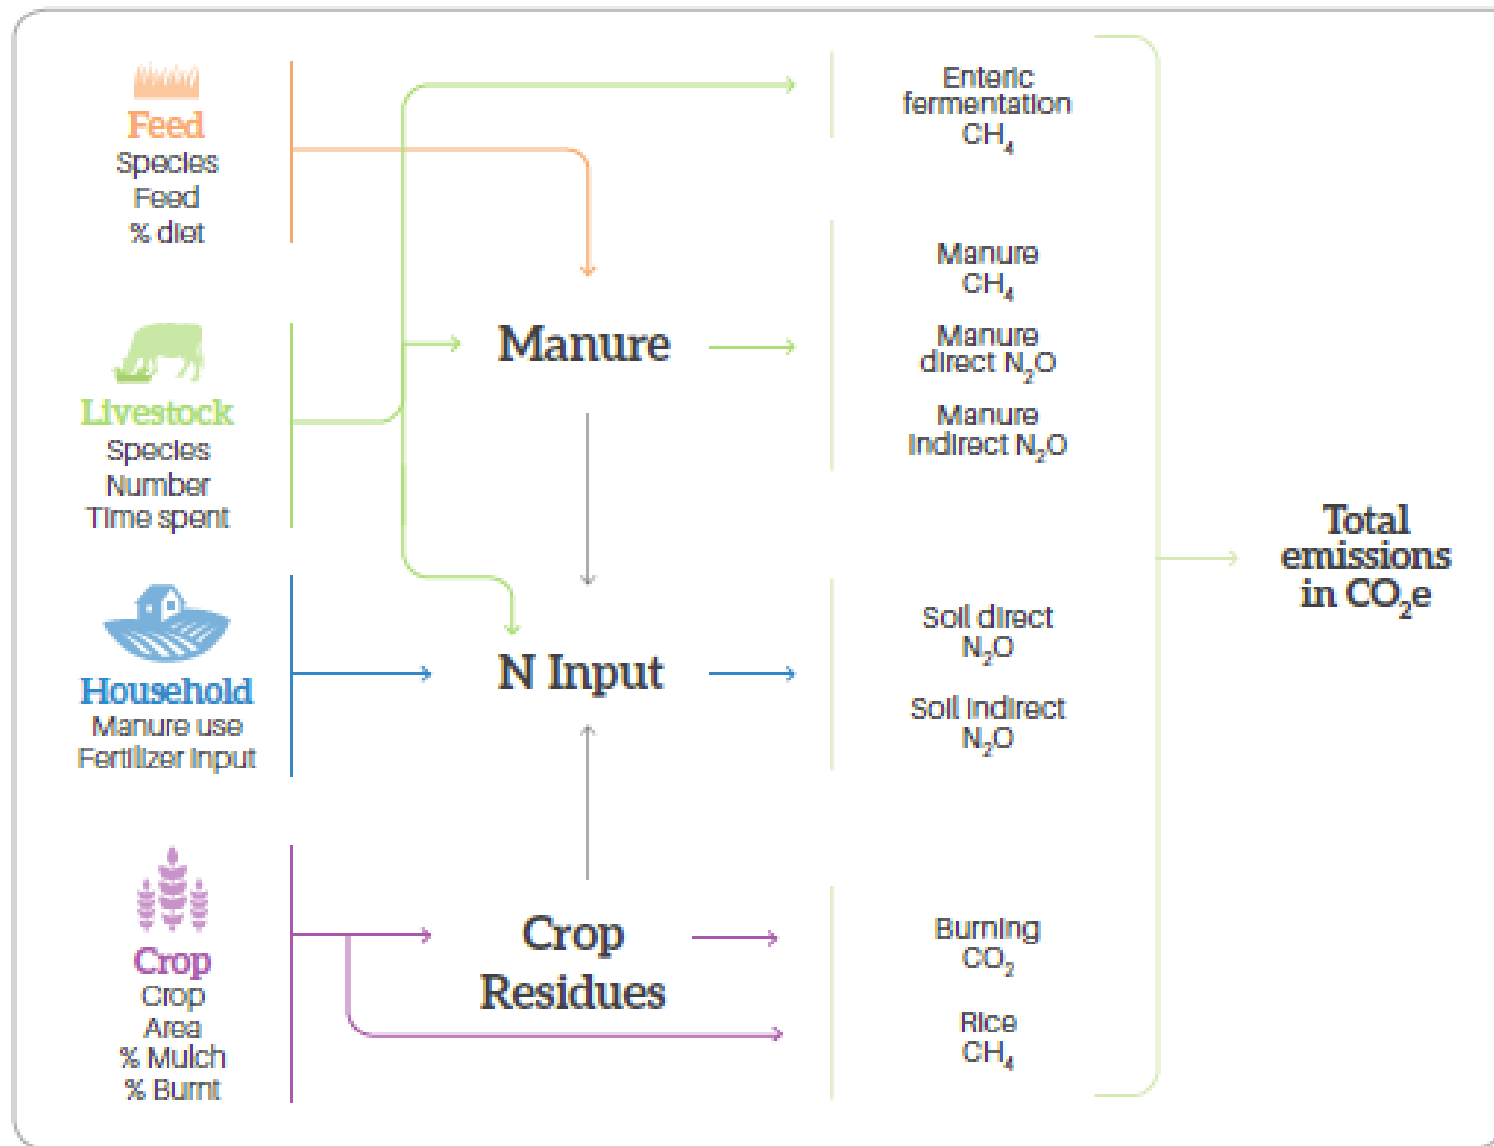 Feed
Species
Feed
% diet
Livestock
Species
Number
Time spent
Household
Manure use
Fertilizer input
Crop
Crop
Area
% Mulch
% Burnt
Manure
N Input
Crop
Residues
Enteric
fermentation
CH₄
Manure
CH₄
Manure
direct N₂O
Manure
indirect N₂O
Soil direct
N₂O
Soil indirect
N₂O
Burning
CO₂
Rice
CH₄
Total
emissions
in CO₂e